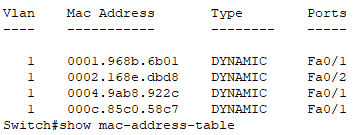 Vlan    Mac Address       Type        Ports
----    -----------       --------    -----
   1    0001.968b.6b01    DYNAMIC     Fa0/1
   1    0002.168e.dbd8    DYNAMIC     Fa0/2
   1    0004.9ab8.922c    DYNAMIC     Fa0/1
   1    000c.85c0.58c7    DYNAMIC     Fa0/1
Switch#show mac-address-table